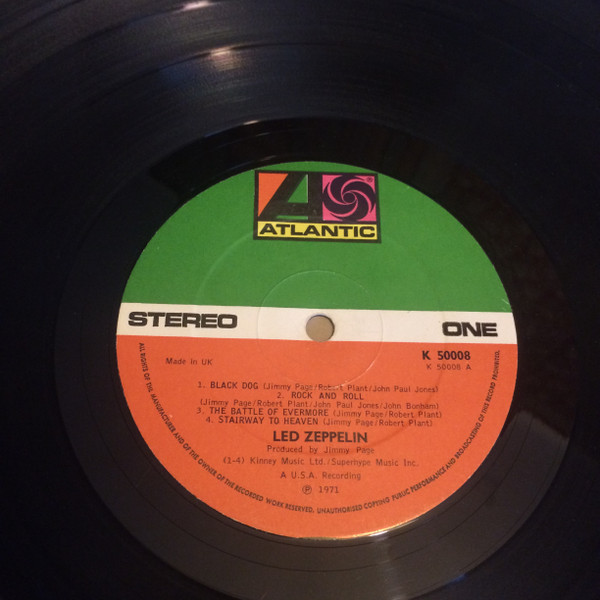 ATLANTIC
STEREO
ONE
K 50008
K 50008 A
Made in UK
1. BLACK DOG (Jimmy Page/Robert Plant/John Paul Jones)
2. ROCK AND ROLL
(Jimmy Page/Robert Plant/John Paul Jones/John Bonham)
3. THE BATTLE OF EVERMORE (Jimmy Page/Robert Plant)
4. STAIRWAY TO HEAVEN (Jimmy Page/Robert Plant)
LED ZEPPELIN
Produced by Jimmy Page
(1-4) Kinney Music Ltd./Superhype Music Inc.
A U.S.A. Recording
℗ 1971
ALL RIGHTS OF THE MANUFACTURER AND OF THE OWNER OF THE RECORDED WORK RESERVED. UNAUTHORISED COPYING PUBLIC PERFORMANCE AND BROADCASTING OF THIS RECORD PROHIBITED.